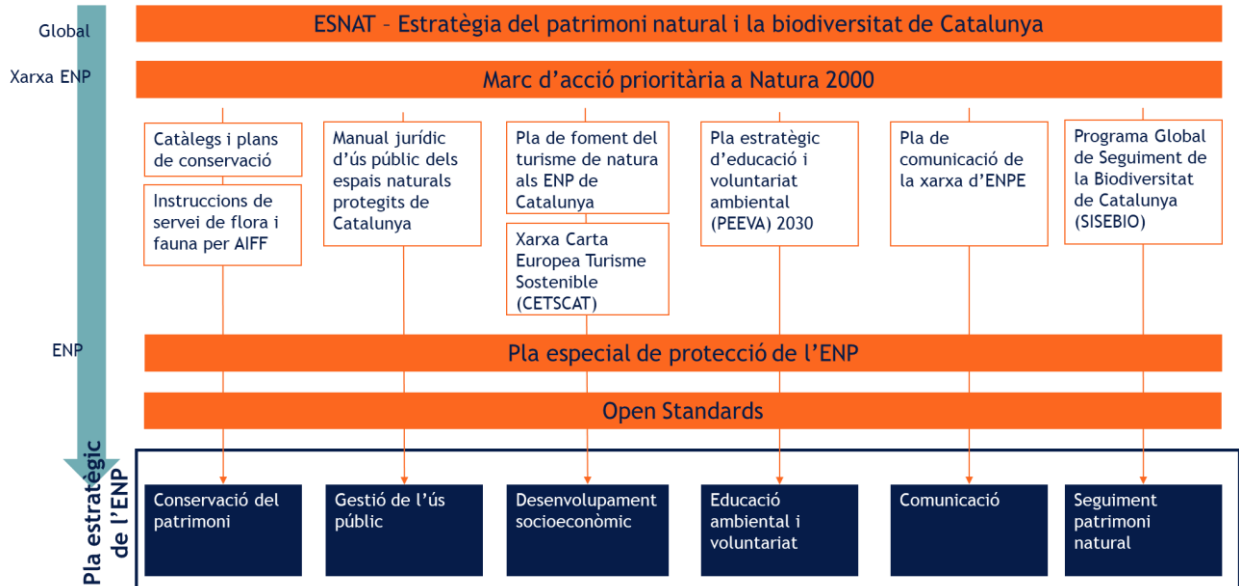 Global
ESNAT – Estratègia del patrimoni natural i la biodiversitat de Catalunya
Xarxa ENP
Marc d’acció prioritària a Natura 2000
Catàlegs i plans
de conservació
Instruccions de
servei de flora i
fauna per AIFF
Manual jurídic
d’ús públic dels
espais naturals
protegits de
Catalunya
Pla de foment del
turisme de natura
als ENP de
Catalunya
Xarxa Carta
Europea Turisme
Sostenible
(CETSCAT)
Pla estratègic
d’educació i
voluntariat
ambiental
(PEEVA) 2030
Pla de
comunicació de
la xarxa d’ENPE
Programa Global
de Seguiment de
la Biodiversitat
de Catalunya
(SISEBIO)
ENP
Pla especial de protecció de l’ENP
Open Standards
Pla estratègic
de l’ENP
Conservació del
patrimoni
Gestió de l’ús
públic
Desenvolupament
socioeconòmic
Educació
ambiental i
voluntariat
Comunicació
Seguiment
patrimoni
natural